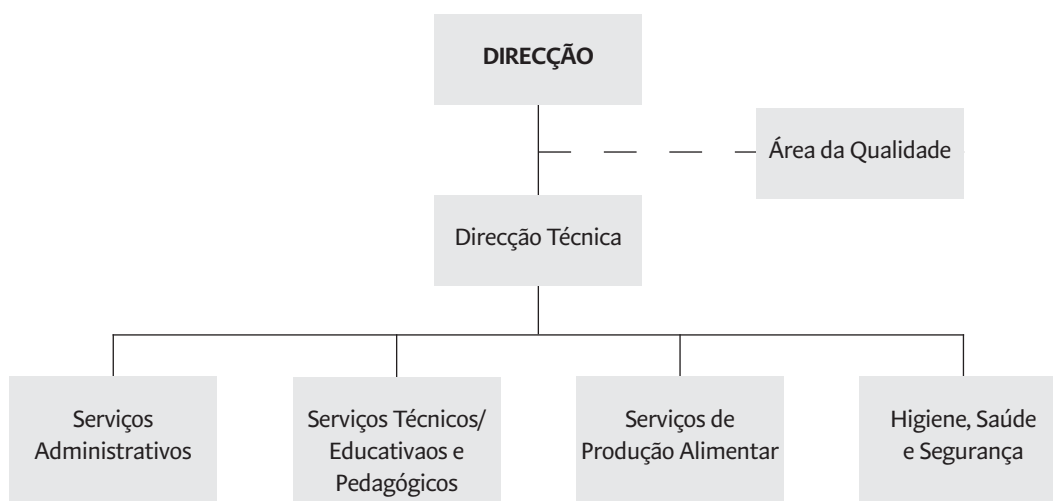 DIRECÇÃO
Área da Qualidade
Direcção Técnica
Serviços
Administrativos
Serviços Técnicos/
Educativaos e
Pedagógicos
Serviços de
Produção Alimentar
Higiene, Saúde
e Segurança